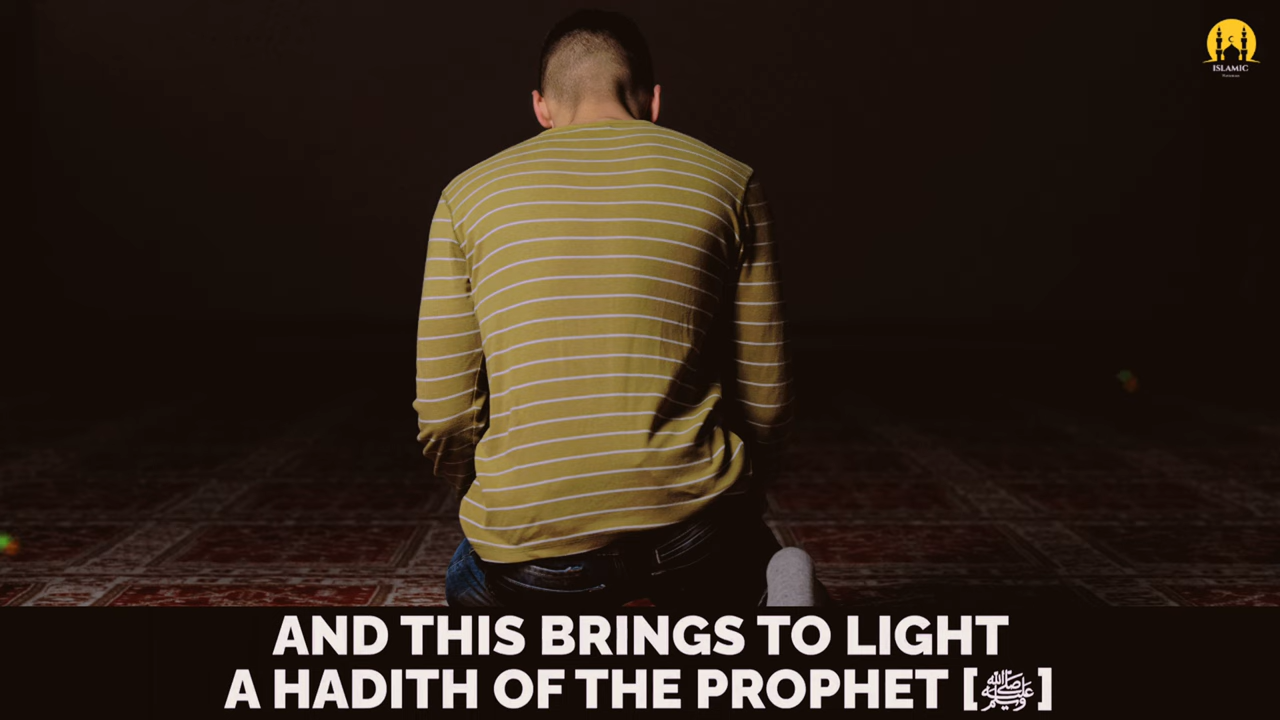 ISLAMIC
AND THIS BRINGS TO LIGHT
A HADITH OF THE PROPHET [ﷺ]